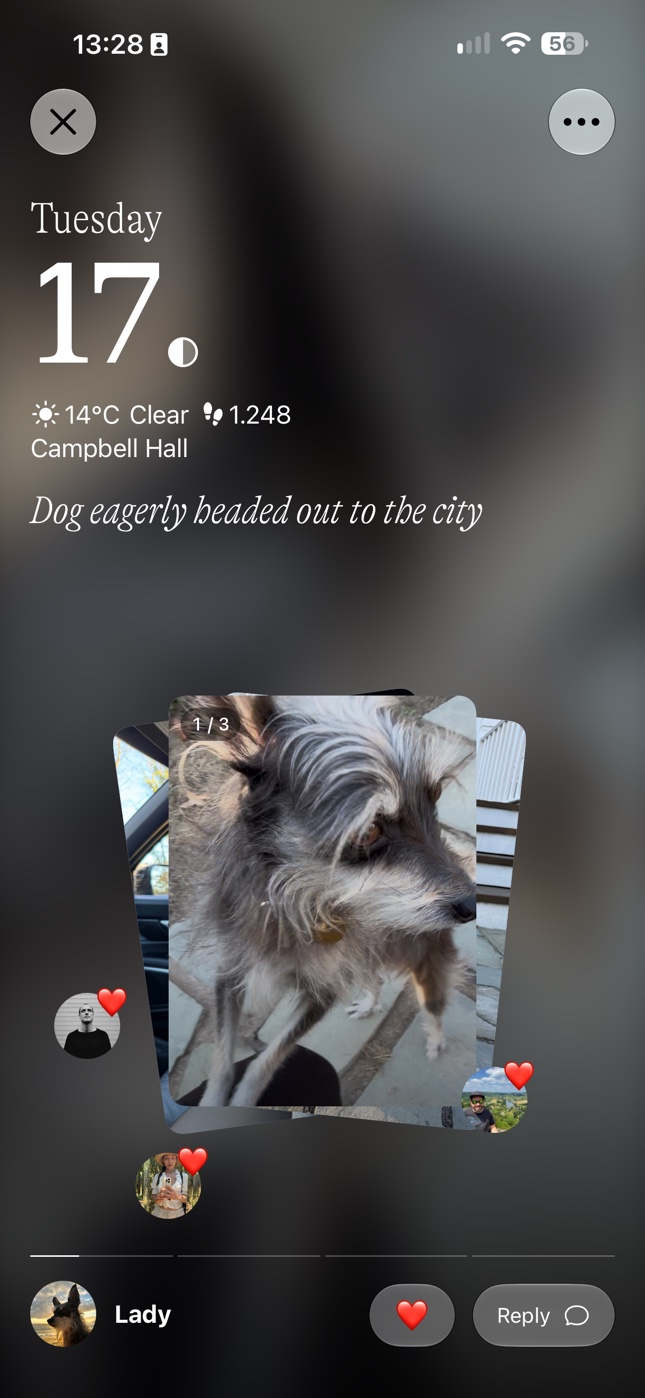 13:28
56
Tuesday
17.
14°C Clear 1.248
Campbell Hall
Dog eagerly headed out to the city
1 / 3
Lady
Reply